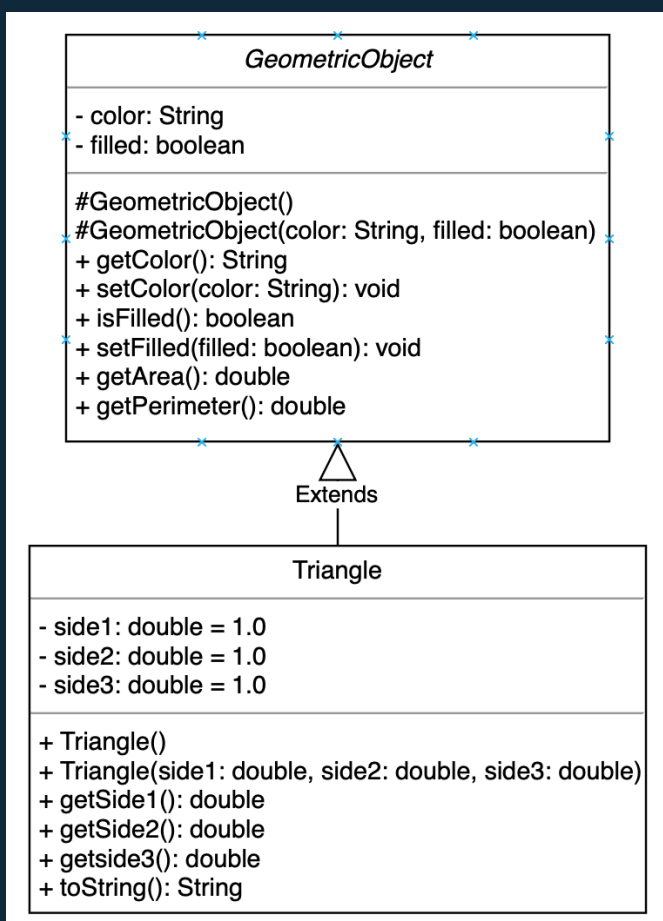 GeometricObject
- color: String
- filled: boolean
#GeometricObject()
#GeometricObject(color: String, filled: boolean)
+ getColor(): String
+ setColor(color: String): void
+ isFilled(): boolean
+ setFilled(filled: boolean): void
+ getArea(): double
+ getPerimeter(): double
Extends
Triangle
- side1: double = 1.0
- side2: double = 1.0
- side3: double = 1.0
+ Triangle()
+ Triangle(side1: double, side2: double, side3: double)
+ getSide1(): double
+ getSide2(): double
+ getside3(): double
+ toString(): String